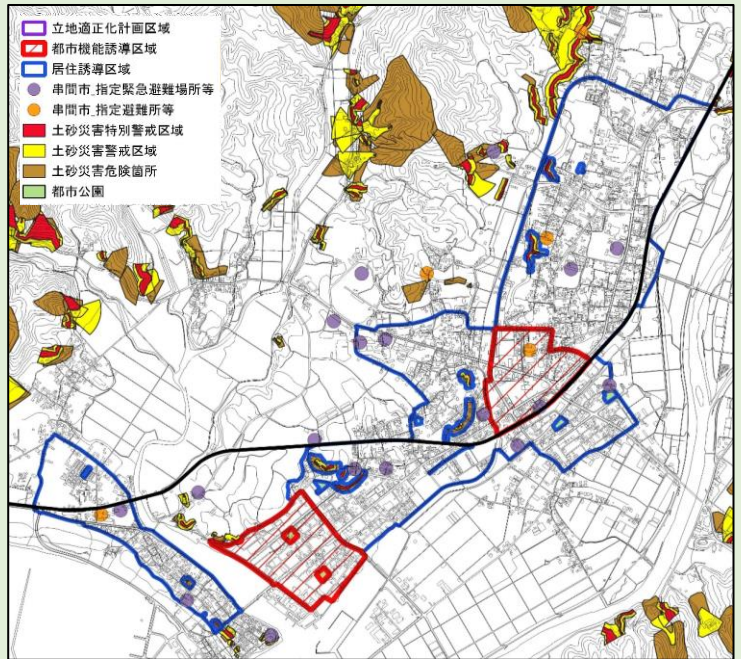 立地適正化計画区域
都市機能誘導区域
居住誘導区域
串間市_指定緊急避難場所等
串間市_指定避難所等
土砂災害特別警戒区域
土砂災害警戒区域
土砂災害危険箇所
都市公園